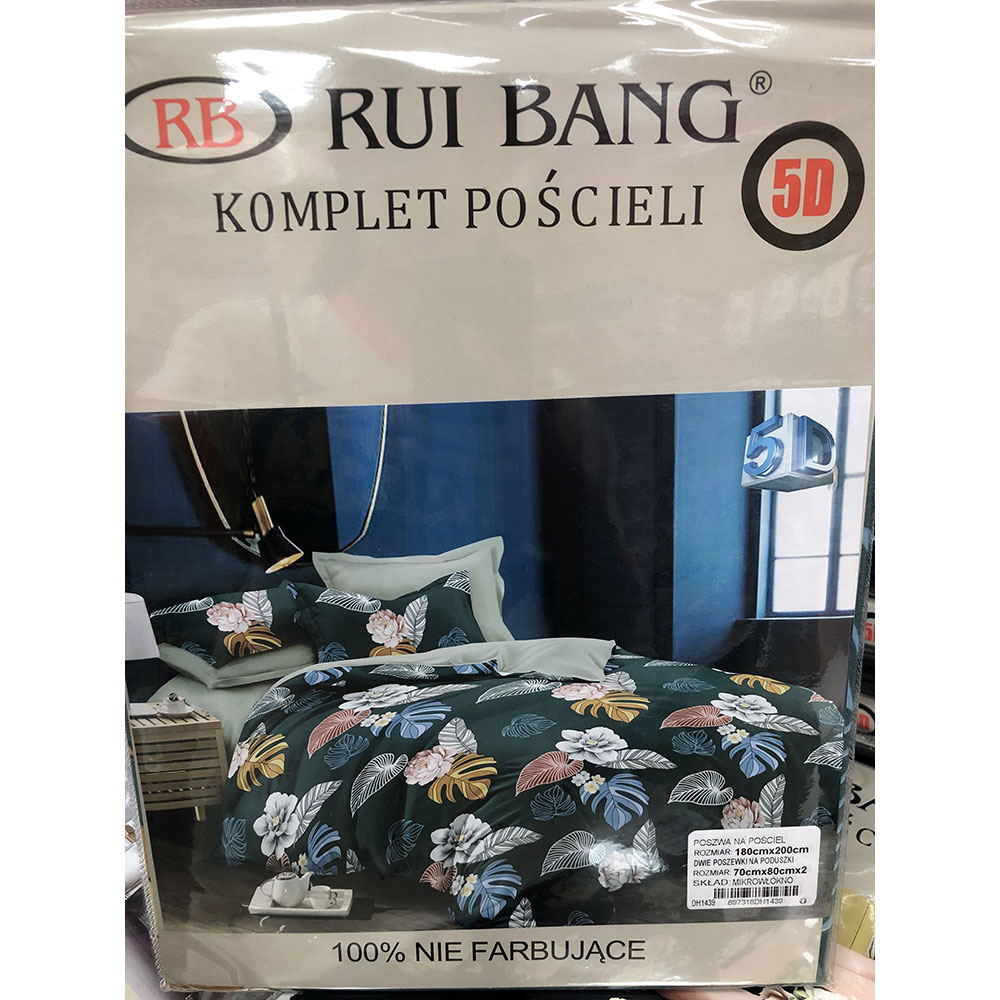 RB RUI BANG®
KOMPLET POŚCIELI
5D
5D
POSZWA NA POŚCIEL
ROZMIAR: 180cmx200cm
DWIE POSZEWKI NA PODUSZKI
ROZMIAR: 70cmx80cmx2
SKŁAD: MIKROWŁÓKNO
DH1439 697316DH1439
100% NIE FARBUJĄCE